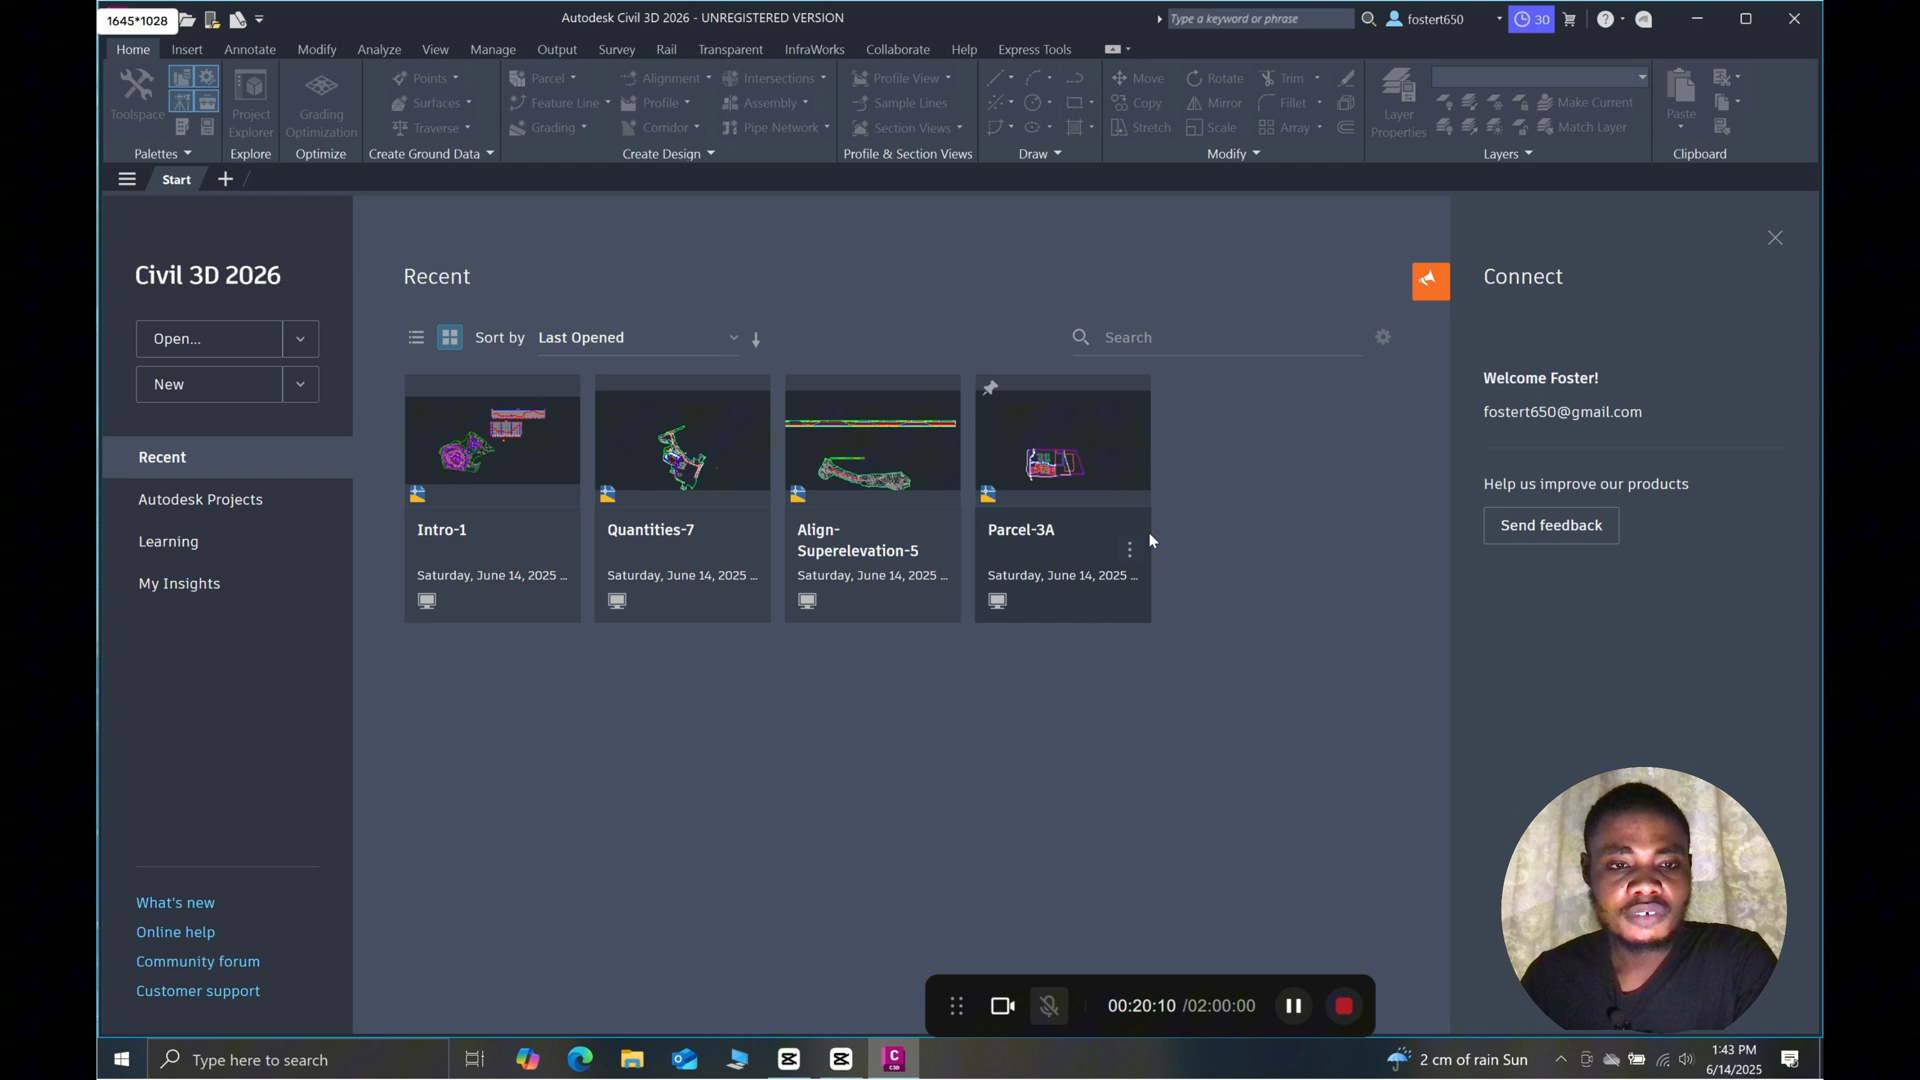 1645*1028
Autodesk Civil 3D 2026 - UNREGISTERED VERSION
Type a keyword or phrase
fostert650
30
Home Insert Annotate Modify Analyze View Manage Output Survey Rail Transparent InfraWorks Collaborate Help Express Tools
Toolspace
Project Explorer
Grading Optimization
Points
Surfaces
Traverse
Parcel
Feature Line
Grading
Alignment
Profile
Corridor
Intersections
Assembly
Pipe Network
Profile View
Sample Lines
Section Views
Move
Copy
Stretch
Rotate
Mirror
Scale
Trim
Fillet
Array
Layer Properties
Make Current
Match Layer
Paste
Palettes Explore Optimize Create Ground Data Create Design Profile & Section Views Draw Modify Layers Clipboard
Start
Civil 3D 2026
Open...
New
Recent
Autodesk Projects
Learning
My Insights
What's new
Online help
Community forum
Customer support
Recent
Sort by Last Opened
Search
Intro-1
Saturday, June 14, 2025 ...
Quantities-7
Saturday, June 14, 2025 ...
Align-
Superelevation-5
Saturday, June 14, 2025 ...
Parcel-3A
Saturday, June 14, 2025 ...
Connect
Welcome Foster!
fostert650@gmail.com
Help us improve our products
Send feedback
00:20:10 /02:00:00
Type here to search
C
C3D
2 cm of rain Sun
1:43 PM
6/14/2025